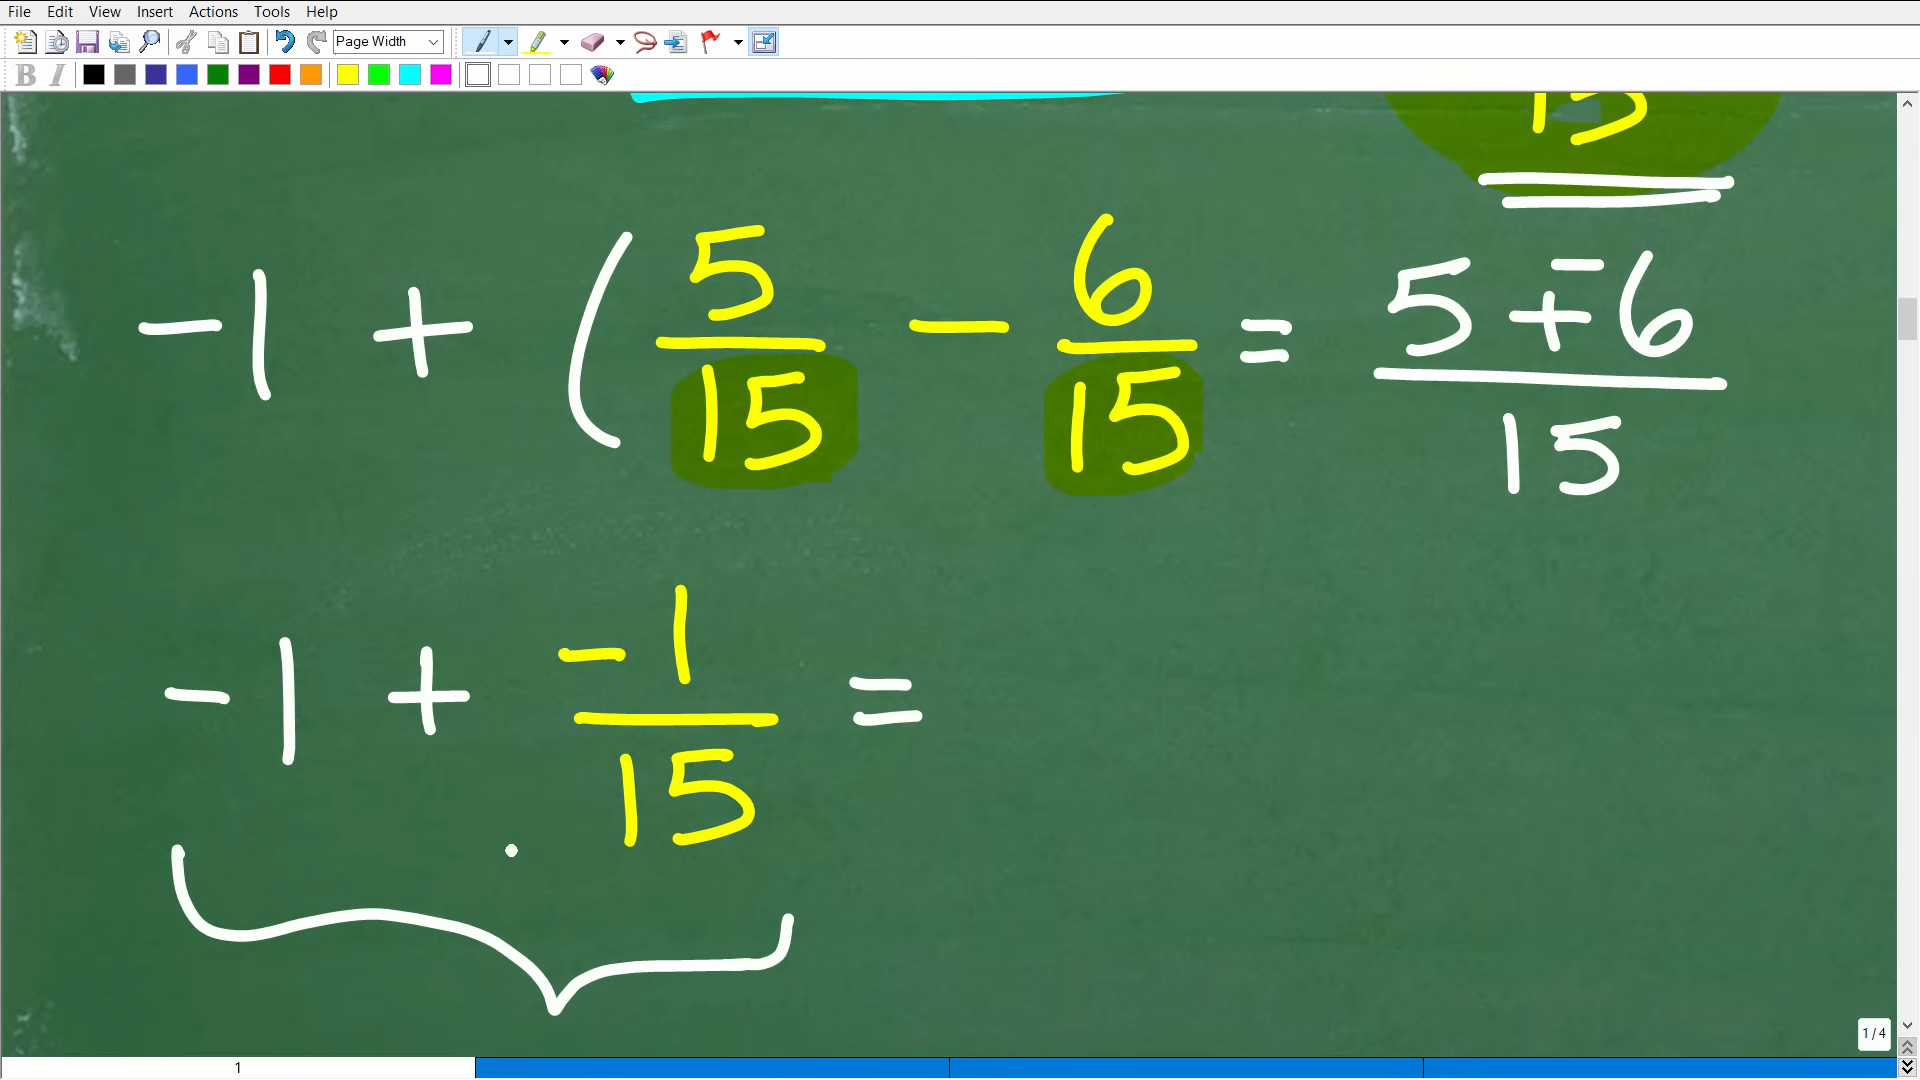 File Edit View Insert Actions Tools Help
Page Width
B I
15
-1 + ( 5/15 - 6/15 = 5 + -6 / 15
-1 + -1/15 =
1/4
1